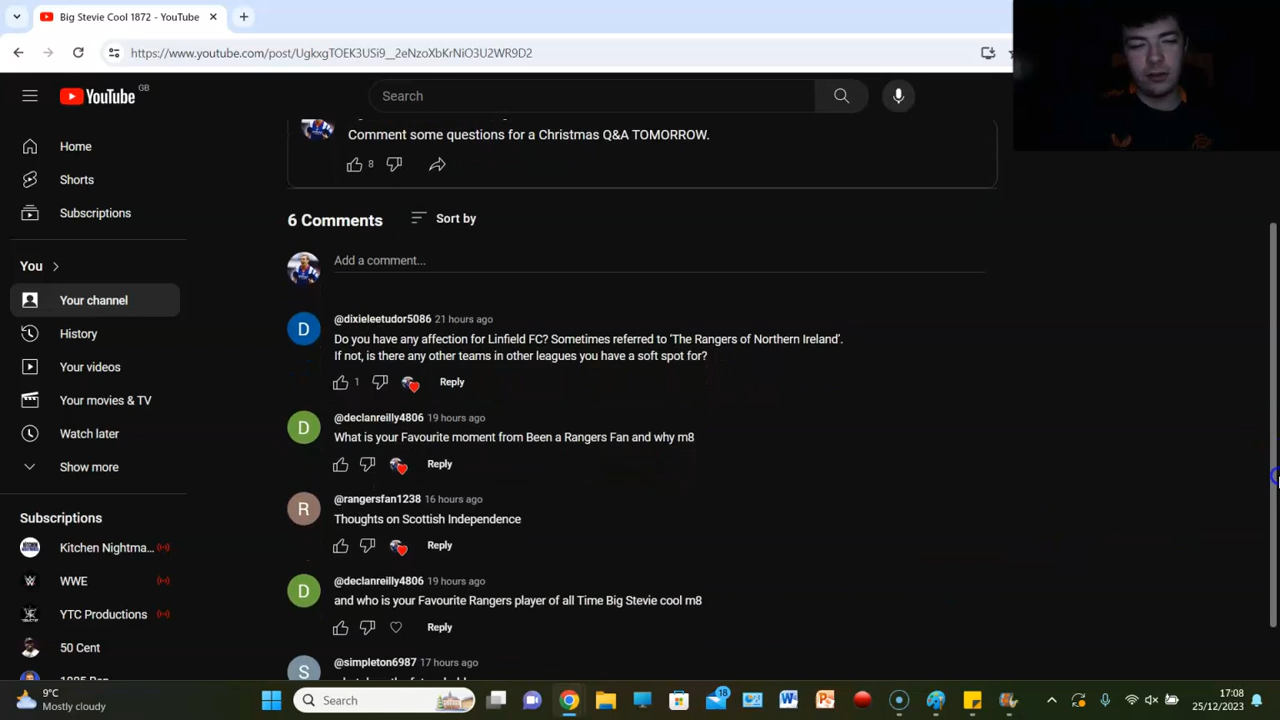 Big Stevie Cool 1872 - YouTube
https://www.youtube.com/post/UgkxgTOEK3USi9__2eNzoXbKrNiO3U2WR9D2
YouTube GB
Search
Comment some questions for a Christmas Q&A TOMORROW.
8
Home
Shorts
Subscriptions
You
Your channel
History
Your videos
Your movies & TV
Watch later
Show more
Subscriptions
Kitchen Nightma...
WWE
YTC Productions
50 Cent
6 Comments
Sort by
Add a comment...
@dixieleetudor5086 21 hours ago
Do you have any affection for Linfield FC? Sometimes referred to 'The Rangers of Northern Ireland'.
If not, is there any other teams in other leagues you have a soft spot for?
1
Reply
@declanreilly4806 19 hours ago
What is your Favourite moment from Been a Rangers Fan and why m8
Reply
@rangersfan1238 16 hours ago
Thoughts on Scottish Independence
Reply
@declanreilly4806 19 hours ago
and who is your Favourite Rangers player of all Time Big Stevie cool m8
Reply
@simpleton6987 17 hours ago
9°C
Mostly cloudy
Search
18
17:08
25/12/2023